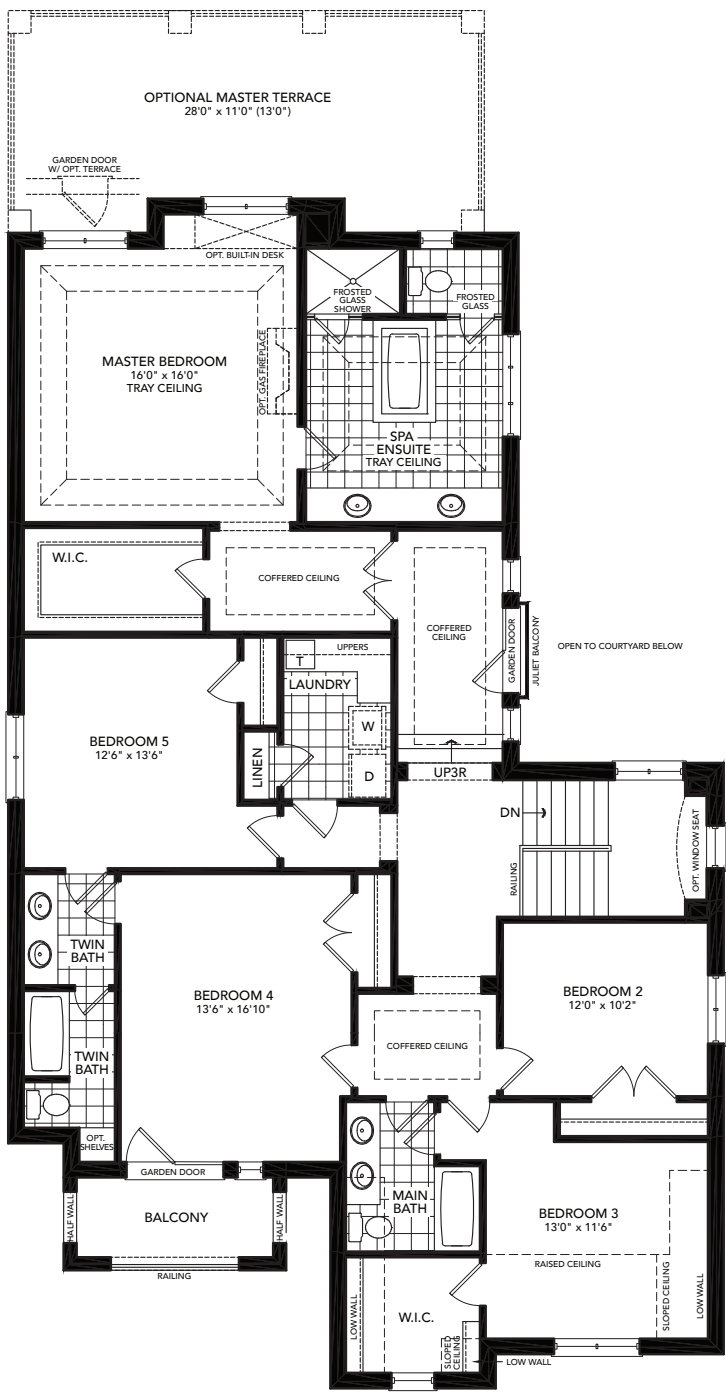 OPTIONAL MASTER TERRACE
28'0" x 11'0" (13'0")
GARDEN DOOR
W/ OPT. TERRACE
OPT. BUILT-IN DESK
FROSTED
GLASS
SHOWER
FROSTED
GLASS
MASTER BEDROOM
16'0" x 16'0"
TRAY CEILING
OPT. GAS FIREPLACE
SPA
ENSUITE
TRAY CEILING
W.I.C.
COFFERED CEILING
COFFERED
CEILING
GARDEN DOOR
JULIET BALCONY
OPEN TO COURTYARD BELOW
UPPERS
T
LAUNDRY
W
D
LINEN
BEDROOM 5
12'6" x 13'6"
UP3R
DN
RAILING
OPT. WINDOW SEAT
TWIN
BATH
BEDROOM 4
13'6" x 16'10"
BEDROOM 2
12'0" x 10'2"
COFFERED CEILING
TWIN
BATH
OPT.
SHELVES
GARDEN DOOR
HALF WALL
BALCONY
HALF WALL
RAILING
MAIN
BATH
BEDROOM 3
13'0" x 11'6"
RAISED CEILING
SLOPED CEILING
LOW WALL
LOW WALL
W.I.C.
SLOPED
CEILING
LOW WALL